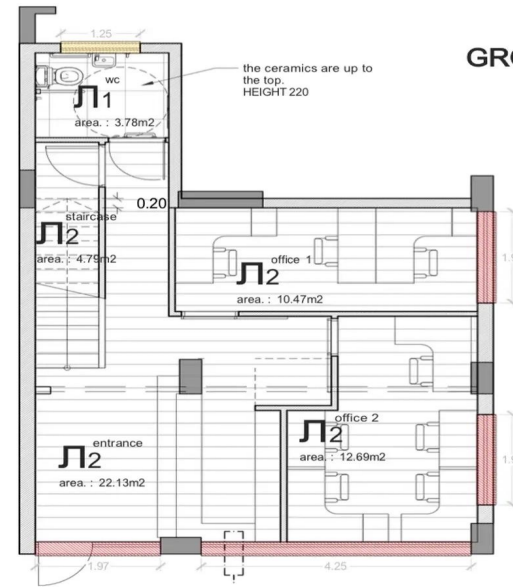 1.25
GRO
the ceramics are up to
the top.
HEIGHT 220
wc
Л1
area. : 3.78m2
0.20
staircase
Л2
area. : 4.79m2
office 1
Л2
area. : 10.47m2
office 2
Л2
area. : 12.69m2
entrance
Л2
area. : 22.13m2
1.97
4.25